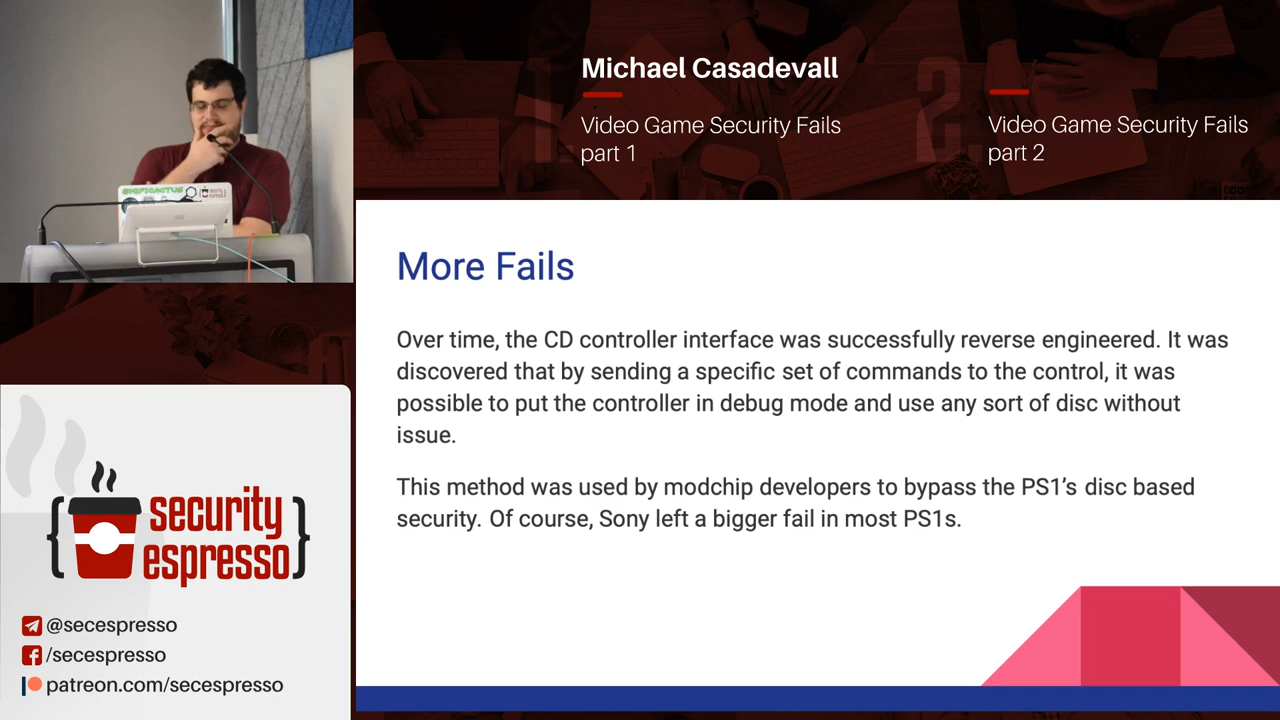 Michael Casadevall
Video Game Security Fails
part 1
Video Game Security Fails
part 2
More Fails
Over time, the CD controller interface was successfully reverse engineered. It was
discovered that by sending a specific set of commands to the control, it was
possible to put the controller in debug mode and use any sort of disc without
issue.
This method was used by modchip developers to bypass the PS1’s disc based
security. Of course, Sony left a bigger fail in most PS1s.
security
espresso
@secespresso
/secespresso
patreon.com/secespresso